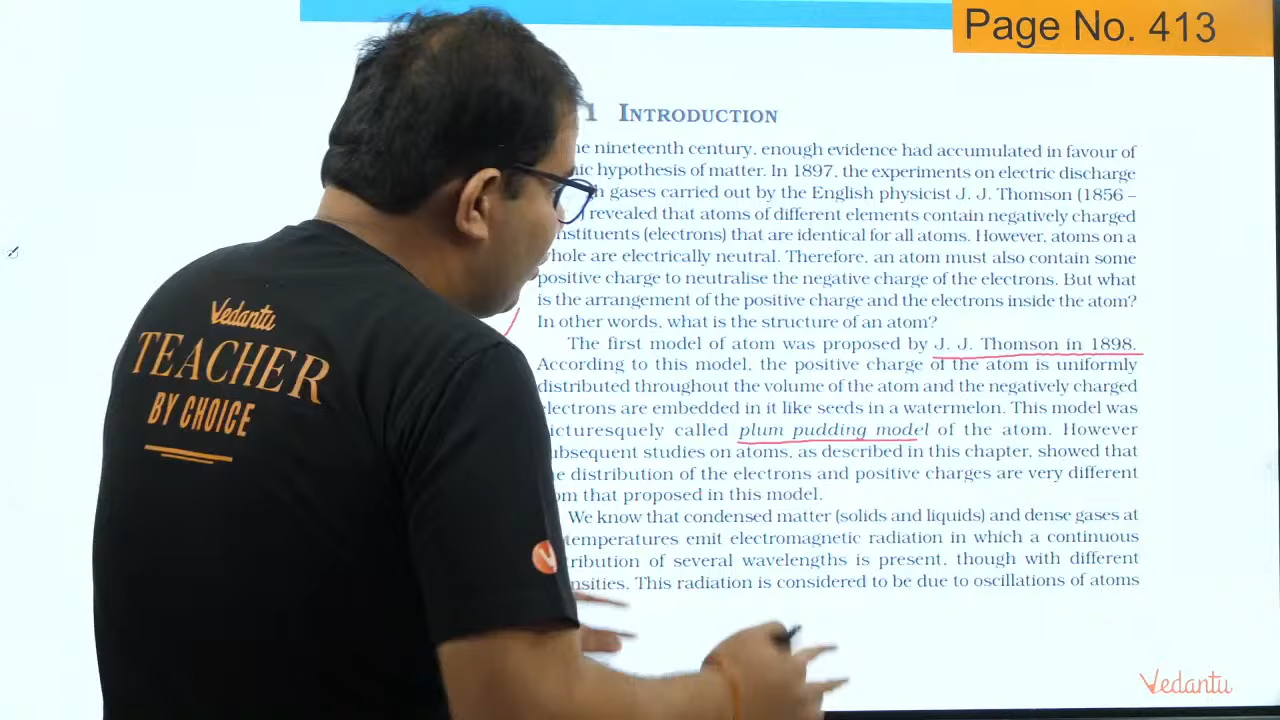 Page No. 413
1 INTRODUCTION
nineteenth century, enough evidence had accumulated in favour of
hypothesis of matter. In 1897, the experiments on electric discharge
gases carried out by the English physicist J. J. Thomson (1856 –
revealed that atoms of different elements contain negatively charged
(electrons) that are identical for all atoms. However, atoms on a
are electrically neutral. Therefore, an atom must also contain some
positive charge to neutralise the negative charge of the electrons. But what
is the arrangement of the positive charge and the electrons inside the atom?
In other words, what is the structure of an atom?
The first model of atom was proposed by J. J. Thomson in 1898.
According to this model, the positive charge of the atom is uniformly
distributed throughout the volume of the atom and the negatively charged
electrons are embedded in it like seeds in a watermelon. This model was
picturesquely called plum pudding model of the atom. However
subsequent studies on atoms, as described in this chapter, showed that
distribution of the electrons and positive charges are very different
that proposed in this model.
We know that condensed matter (solids and liquids) and dense gases at
temperatures emit electromagnetic radiation in which a continuous
of several wavelengths is present, though with different
This radiation is considered to be due to oscillations of atoms
Vedantu
TEACHER
BY CHOICE
Vedantu